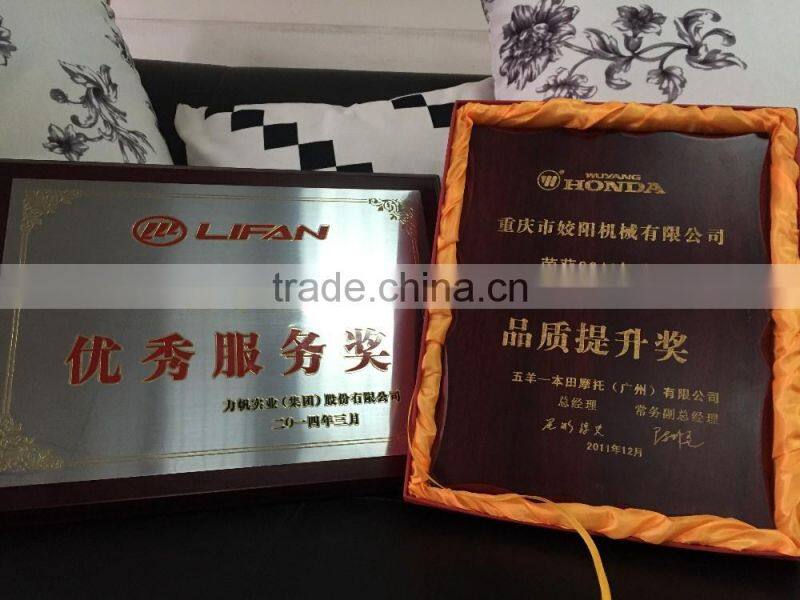 LIFAN
优秀服务奖
力帆实业(集团)股份有限公司
二〇一四年三月
WUYANG
HONDA
重庆市姣阳机械有限公司
品质提升奖
五羊—本田摩托(广州)有限公司
总经理 常务副总经理
2011年12月
trade.china.cn